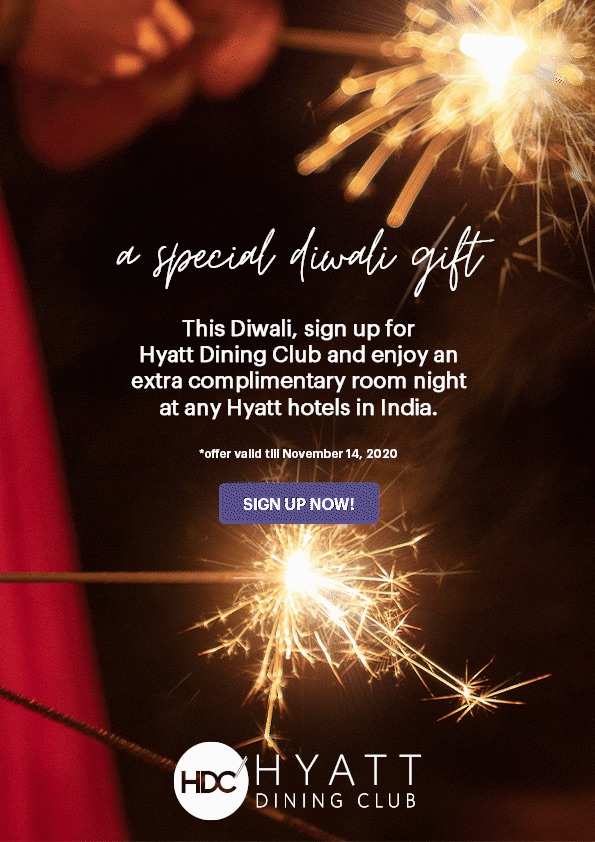 a special diwali gift
This Diwali, sign up for
Hyatt Dining Club and enjoy an
extra complimentary room night
at any Hyatt hotels in India.
*offer valid till November 14, 2020
SIGN UP NOW!
HDC HYATT
DINING CLUB